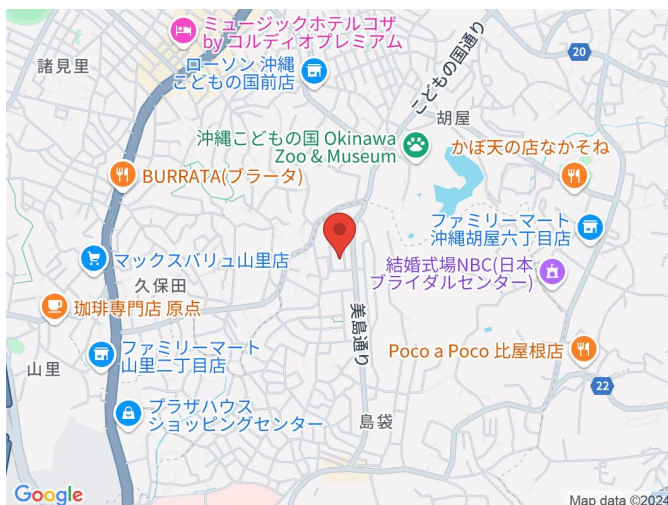 ミュージックホテルコザ
by コルディオプレミアム
諸見里
ローソン 沖縄
こどもの国前店
こどもの国通り
20
胡屋
沖縄こどもの国 Okinawa
Zoo & Museum
かぼ天の店なかそね
BURRATA(ブラータ)
ファミリーマート
沖縄胡屋六丁目店
マックスバリュ山里店
結婚式場NBC(日本
ブライダルセンター)
久保田
珈琲専門店 原点
美島通り
ファミリーマート
山里二丁目店
Poco a Poco 比屋根店
山里
22
プラザハウス
ショッピングセンター
島袋
Google
Map data ©2024